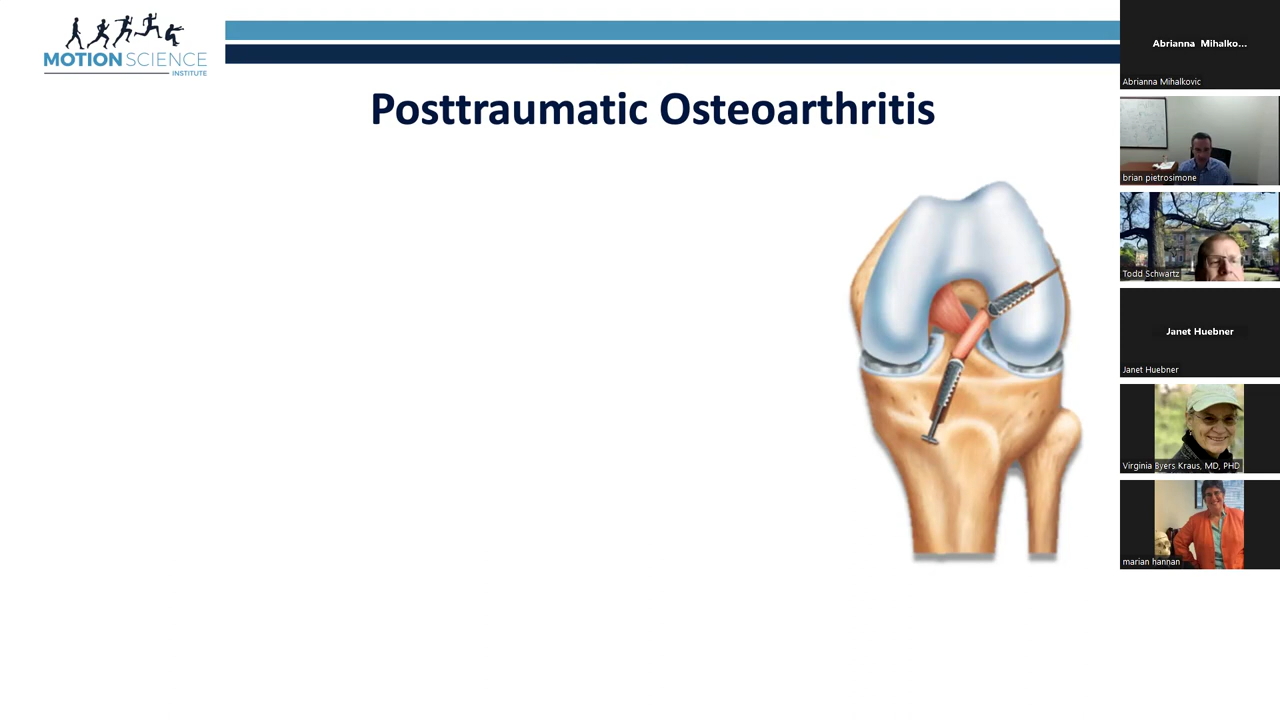 MOTION SCIENCE
INSTITUTE
Posttraumatic Osteoarthritis
Abrianna Mihalko...
Abrianna Mihalkovic
brian pietrosimone
Todd Schwartz
Janet Huebner
Janet Huebner
Virginia Byers Kraus, MD, PHD
marian hannan